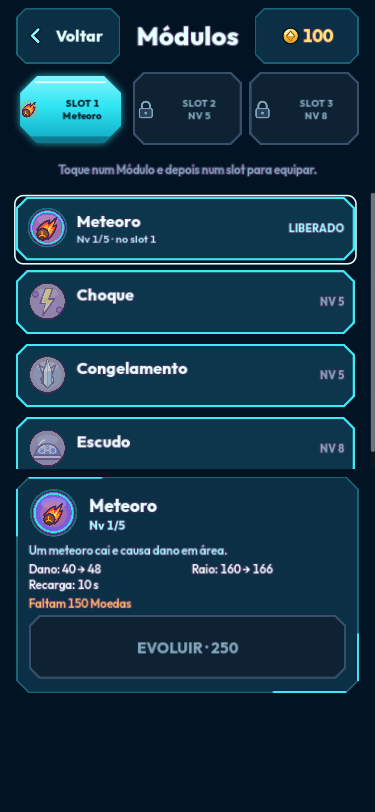 Voltar
Módulos
100
SLOT 1
Meteoro
SLOT 2
NV 5
SLOT 3
NV 8
Toque num Módulo e depois num slot para equipar.
Meteoro
Nv 1/5 · no slot 1
LIBERADO
Choque
NV 5
Congelamento
NV 5
Escudo
NV 8
Meteoro
Nv 1/5
Um meteoro cai e causa dano em área.
Dano: 40 → 48
Raio: 160 → 166
Recarga: 10 s
Faltam 150 Moedas
EVOLUIR · 250